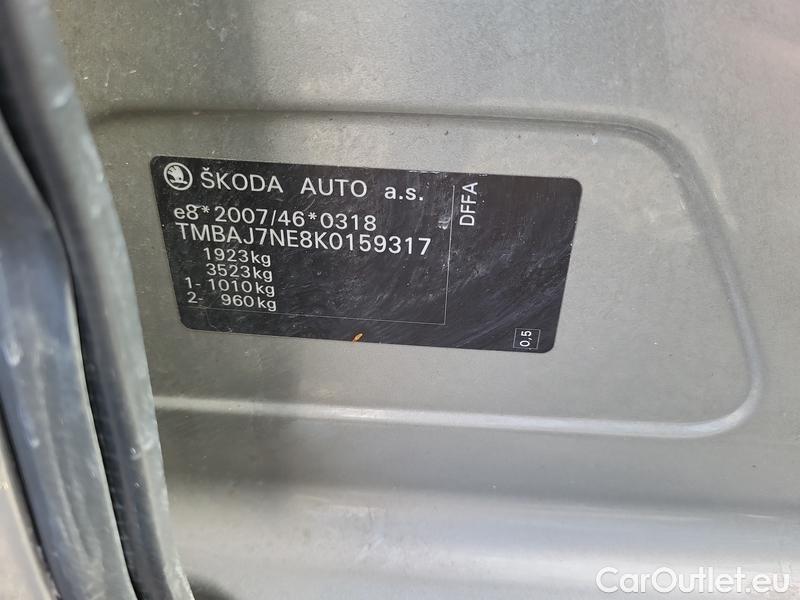 ŠKODA AUTO a.s.
e8*2007/46*0318
TMBAJ7NE8K0159317
1923kg
3523kg
1- 1010kg
2- 960kg
DFFA
0,5
CarOutlet.eu